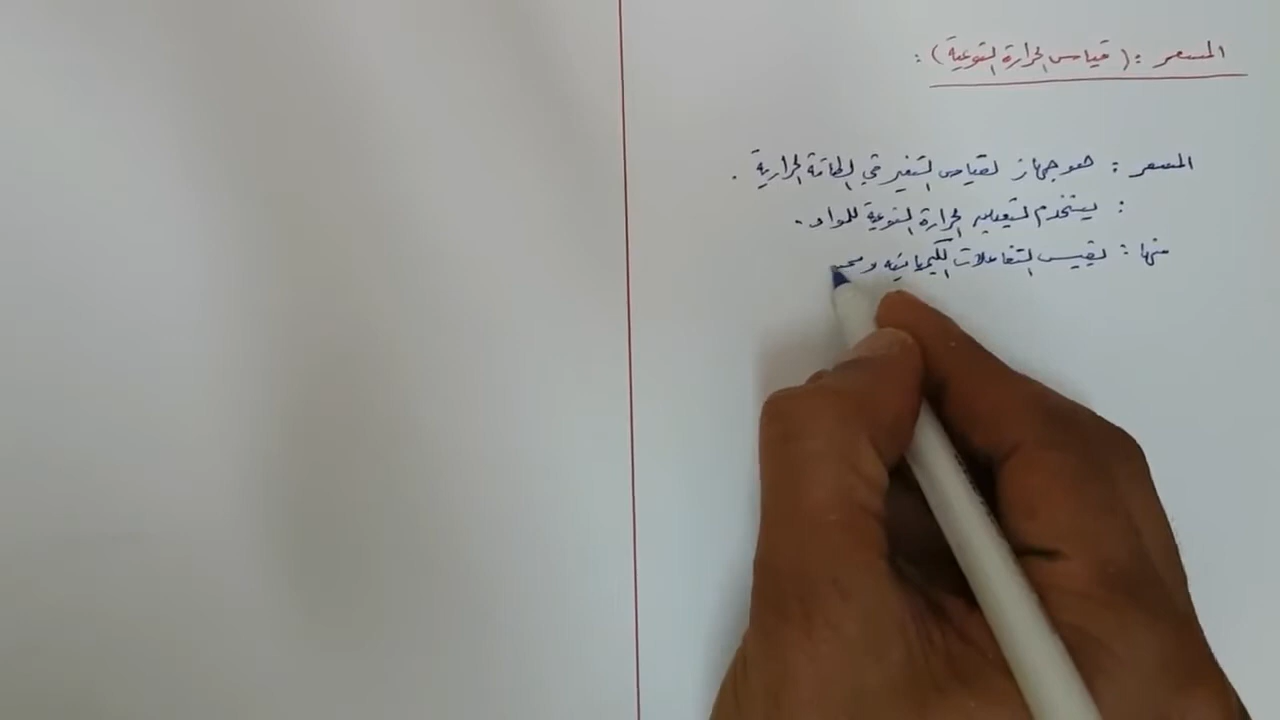 المسعر : ( قياس الحرارة النوعية ) :
المسعر : هو جهاز لقياس التغير في الطاقة الحرارية .
: يستخدم لتعيين الحرارة النوعية للمواد .
منها : يقيس التفاعلات الكيميائية